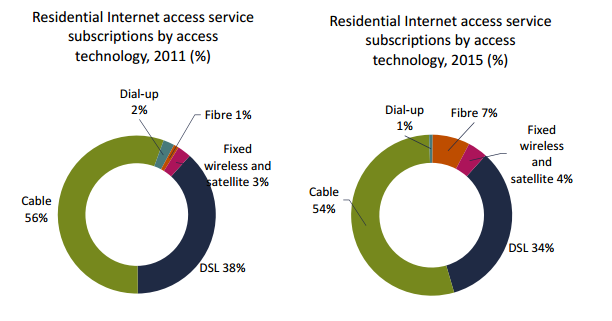 Residential Internet access service
subscriptions by access
technology, 2011 (%)
Dial-up
2%
Fibre 1%
Fixed
wireless and
satellite 3%
Cable
56%
DSL 38%
Residential Internet access service
subscriptions by access
technology, 2015 (%)
Dial-up
1%
Fibre 7%
Fixed
wireless
and
satellite 4%
Cable
54%
DSL 34%